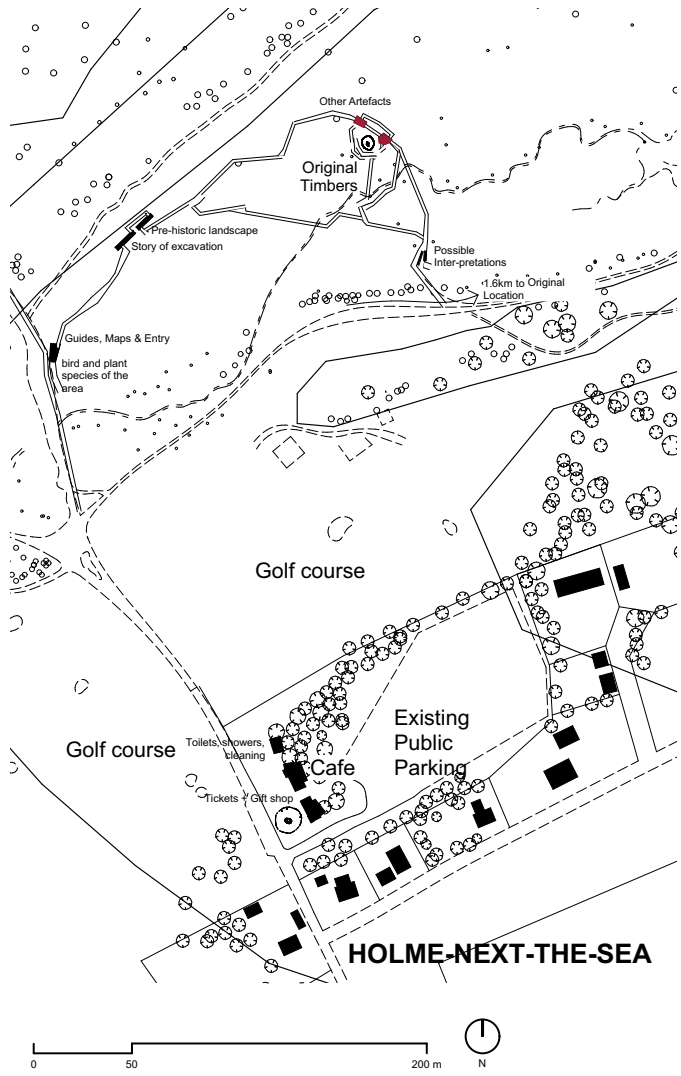 Other Artefacts
Original
Timbers
Pre-historic landscape
Story of excavation
Possible
Inter-pretations
1.6km to Original
Location
Guides, Maps & Entry
bird and plant
species of the
area
Golf course
Existing
Public
Parking
Golf course
Toilets, showers,
cleaning
Cafe
Tickets + Gift shop
HOLME-NEXT-THE-SEA
0 50 200 m
N